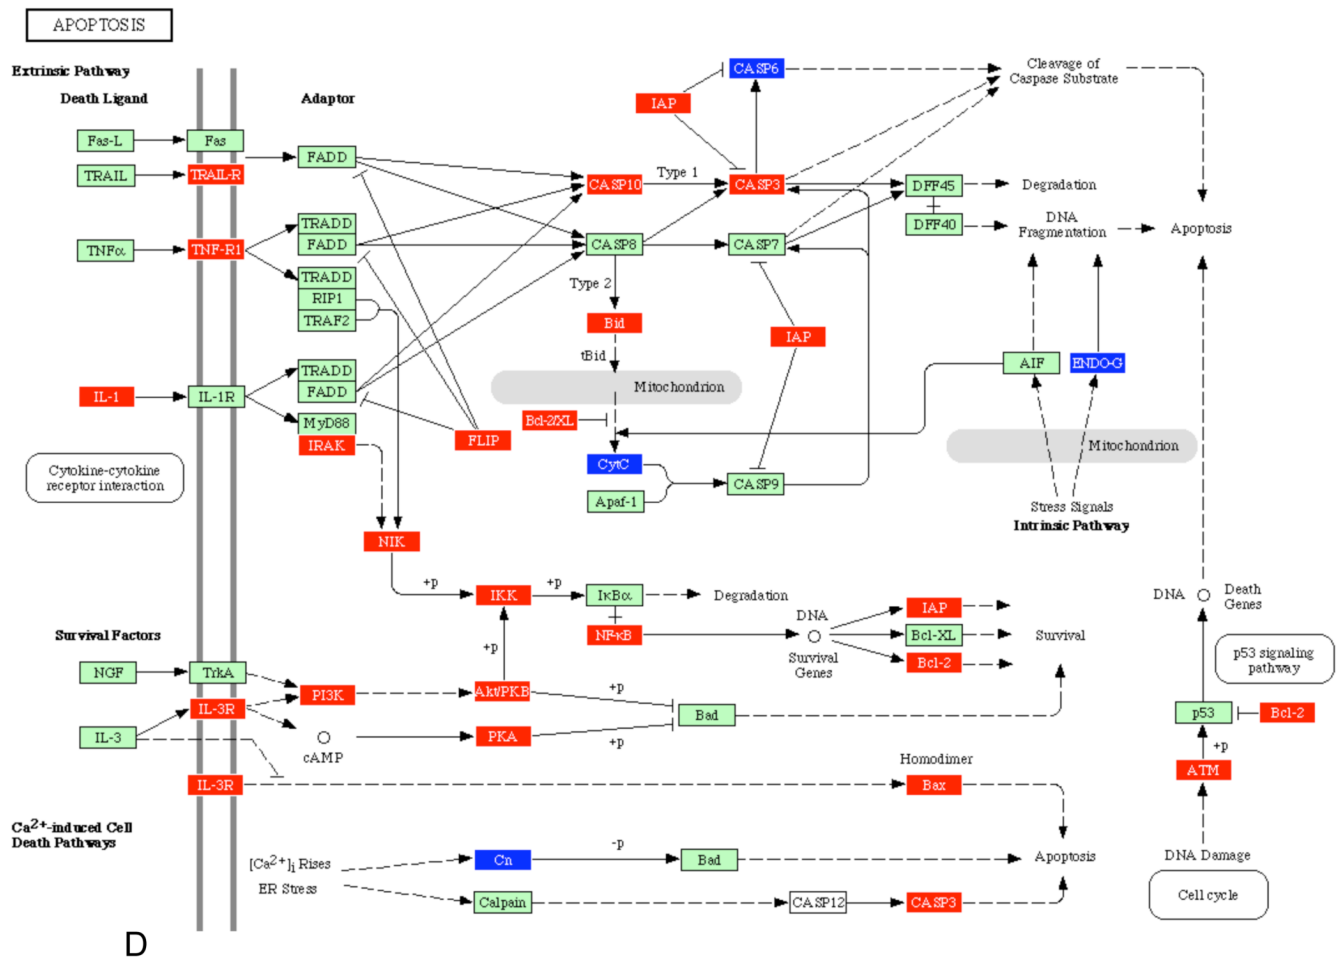 APOPTOSIS
Extrinsic Pathway
Death Ligand
Adaptor
Fas-L
Fas
TRAIL
TRAIL-R
FADD
TNFα
TNF-R1
TRADD
FADD
TRADD
RIP1
TRAF2
IL-1
IL-1R
TRADD
FADD
MyD88
IRAK
FLIP
Cytokine-cytokine
receptor interaction
NIK
CASP6
IAP
CASP10
Type 1
CASP3
CASP8
CASP7
Type 2
Bid
IAP
tBid
Mitochondrion
Bcl-2/XL
CytC
Apaf-1
CASP9
Cleavage of
Caspase Substrate
DFF45
Degradation
DFF40
DNA
Fragmentation
Apoptosis
AIF
ENDO-G
Mitochondrion
Stress Signals
Intrinsic Pathway
+p
IKK
+p
IκBα
Degradation
NF-κB
DNA
Survival
Genes
IAP
Bcl-XL
Bcl-2
Survival
DNA
Death
Genes
p53 signaling
pathway
p53
Bcl-2
+p
ATM
DNA Damage
Cell cycle
Survival Factors
NGF
TrkA
IL-3R
IL-3
PI3K
+p
Akt/PKB
+p
cAMP
PKA
+p
Bad
IL-3R
Homodimer
Bax
Ca2+-induced Cell
Death Pathways
[Ca2+]i Rises
ER Stress
Cn
-p
Bad
Apoptosis
Calpain
CASP12
CASP3
D